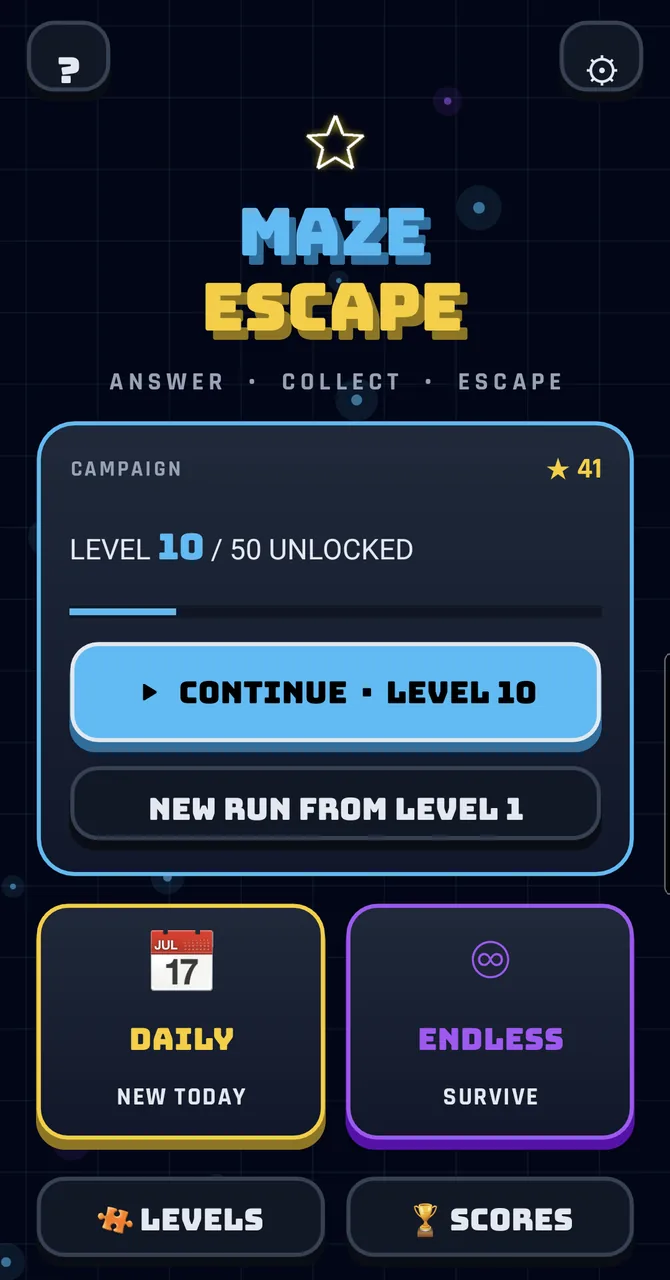 ?
MAZE
ESCAPE
ANSWER • COLLECT • ESCAPE
CAMPAIGN
★ 41
LEVEL 10 / 50 UNLOCKED
▶ CONTINUE ▪ LEVEL 10
NEW RUN FROM LEVEL 1
JUL
17
DAILY
NEW TODAY
♾
ENDLESS
SURVIVE
LEVELS
SCORES